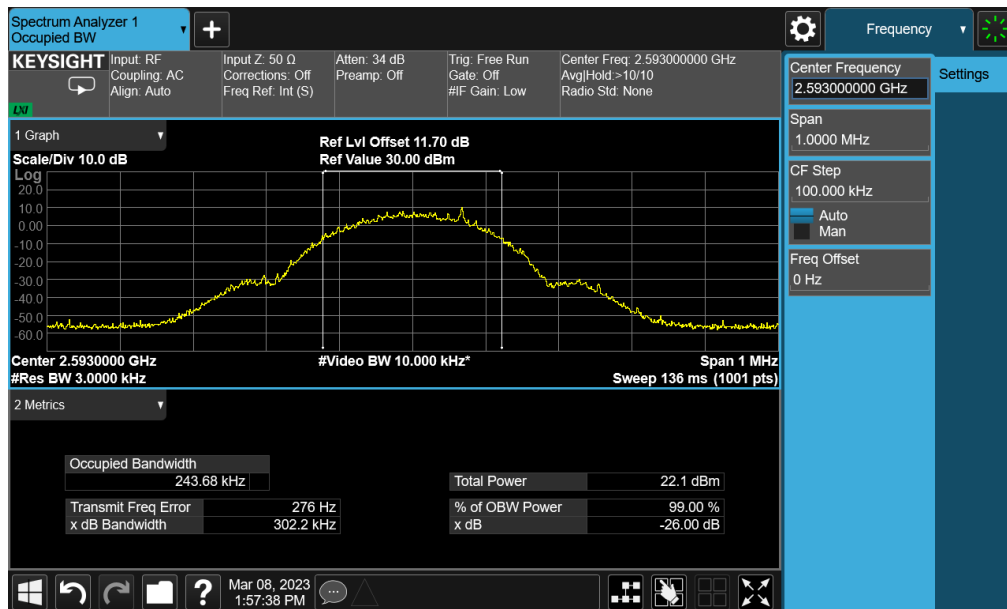 Spectrum Analyzer 1
Occupied BW
Frequency
KEYSIGHT
LXI
Input: RF
Coupling: AC
Align: Auto
Input Z: 50 Ω
Corrections: Off
Freq Ref: Int (S)
Atten: 34 dB
Preamp: Off
Trig: Free Run
Gate: Off
#IF Gain: Low
Center Freq: 2.593000000 GHz
Avg|Hold:>10/10
Radio Std: None
Center Frequency
2.593000000 GHz
Settings
Span
1.0000 MHz
CF Step
100.000 kHz
Auto
Man
Freq Offset
0 Hz
1 Graph
Scale/Div 10.0 dB
Ref Lvl Offset 11.70 dB
Ref Value 30.00 dBm
Log
20.0
10.0
0.00
-10.0
-20.0
-30.0
-40.0
-50.0
-60.0
Center 2.5930000 GHz
#Video BW 10.000 kHz*
Span 1 MHz
#Res BW 3.0000 kHz
Sweep 136 ms (1001 pts)
2 Metrics
Occupied Bandwidth
243.68 kHz
Total Power 22.1 dBm
Transmit Freq Error 276 Hz
% of OBW Power 99.00 %
x dB Bandwidth 302.2 kHz
x dB -26.00 dB
?
Mar 08, 2023
1:57:38 PM